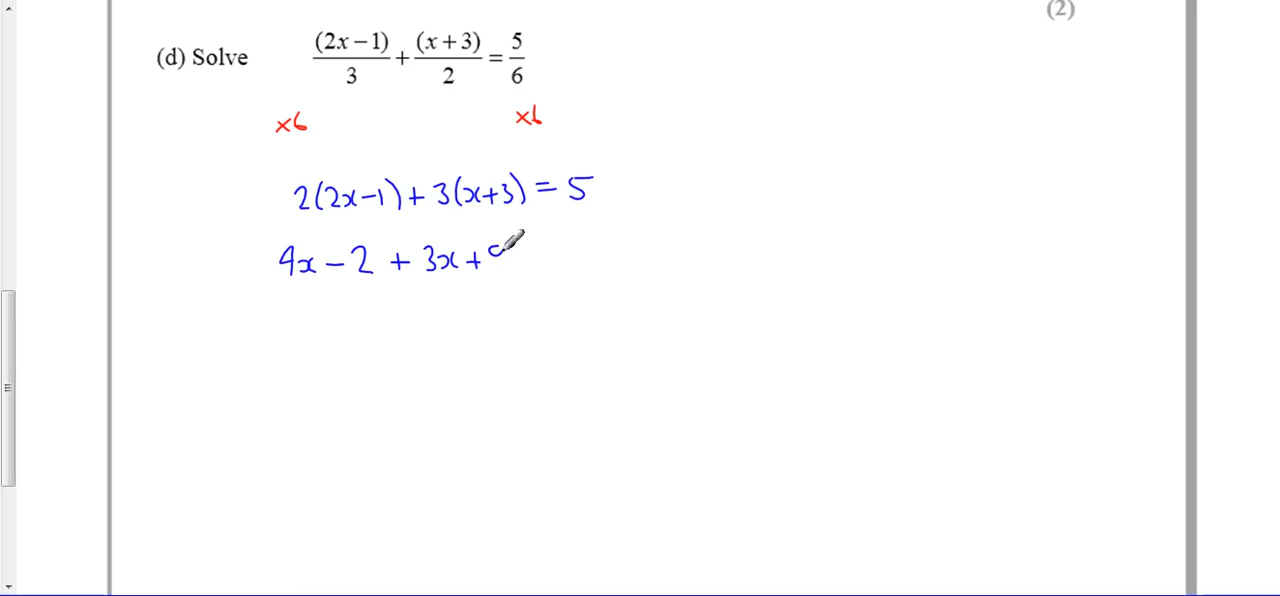 (2)
(d) Solve (2x − 1)/3 + (x + 3)/2 = 5/6
×6 ×6
2(2x−1) + 3(x+3) = 5
4x − 2 + 3x +